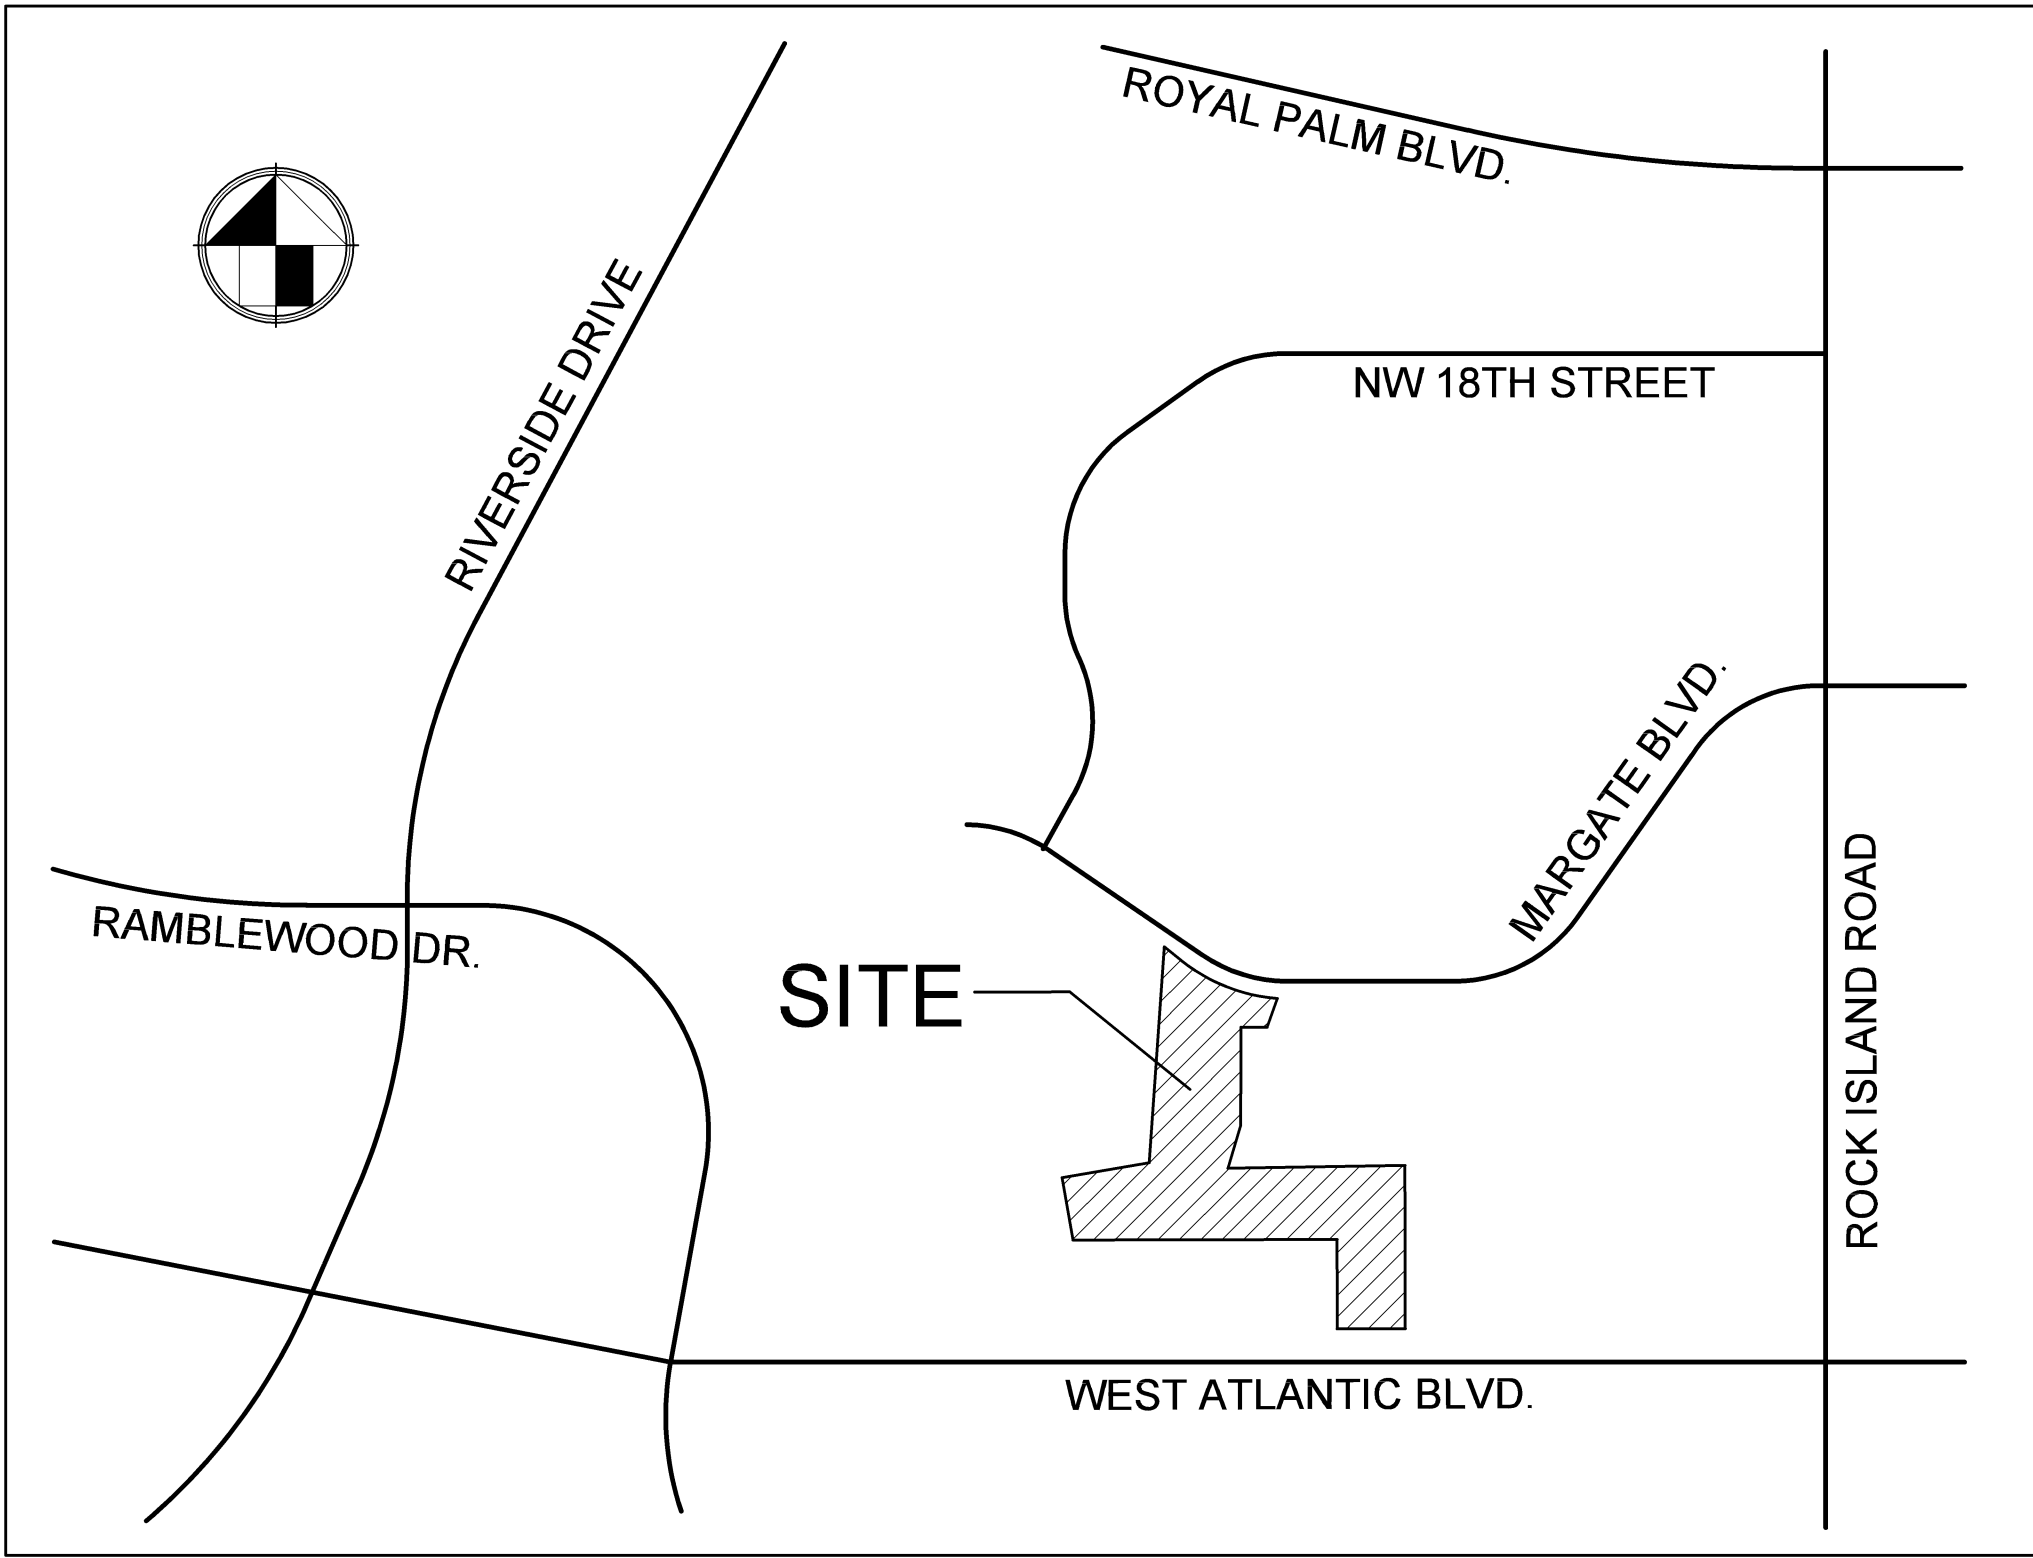 ROYAL PALM BLVD.
RIVERSIDE DRIVE
NW 18TH STREET
MARGATE BLVD.
RAMBLEWOOD DR.
SITE
ROCK ISLAND ROAD
WEST ATLANTIC BLVD.